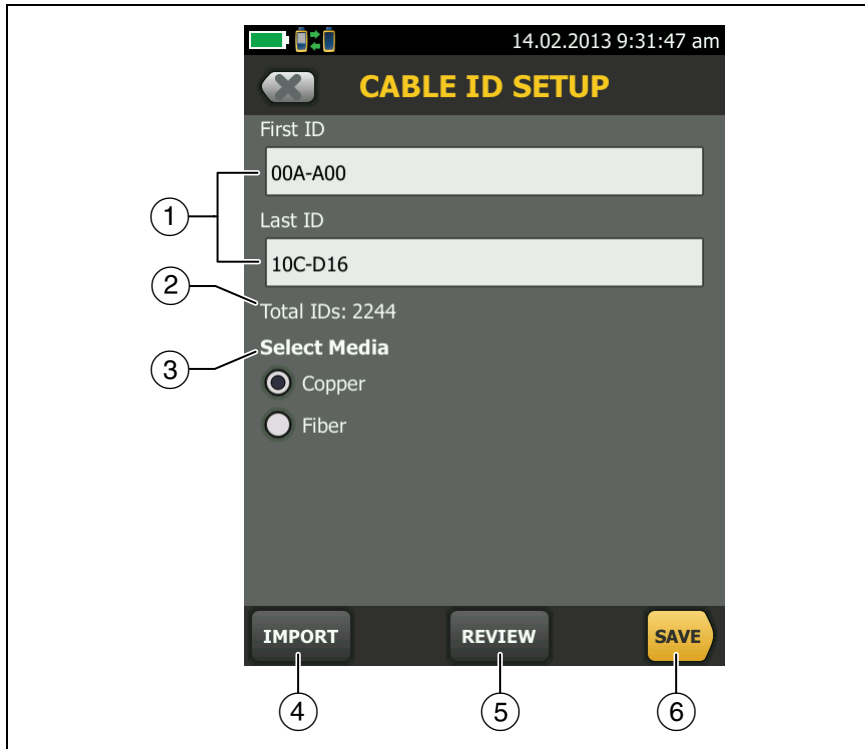 14.02.2013 9:31:47 am
CABLE ID SETUP
First ID
00A-A00
1
Last ID
10C-D16
2
Total IDs: 2244
Select Media
3
Copper
Fiber
IMPORT REVIEW SAVE
4 5 6